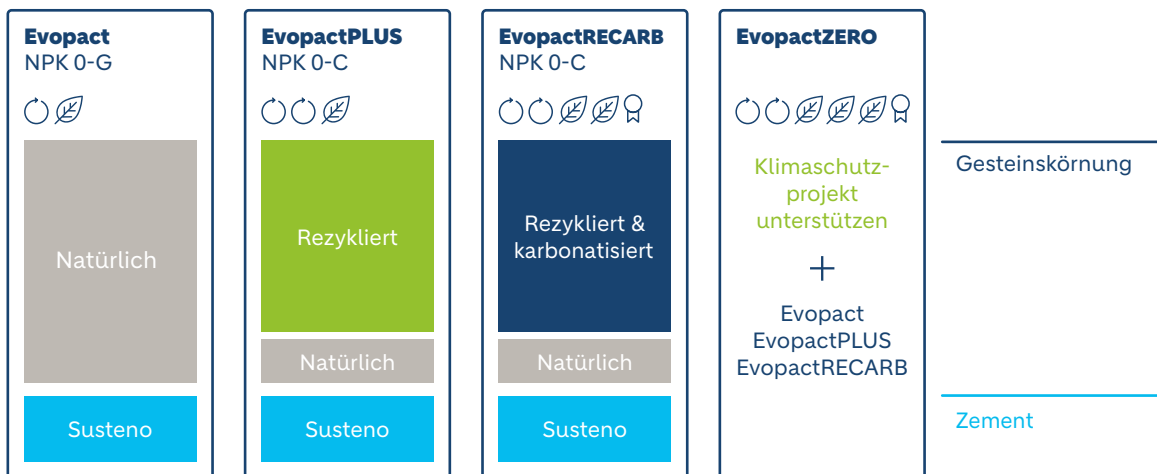 Evopact
NPK 0-G
Natürlich
Susteno
EvopactPLUS
NPK 0-C
Rezykliert
Natürlich
Susteno
EvopactRECARB
NPK 0-C
Rezykliert &
karbonatisiert
Natürlich
Susteno
EvopactZERO
Klimaschutz-
projekt
unterstützen
+
Evopact
EvopactPLUS
EvopactRECARB
Gesteinskörnung
Zement